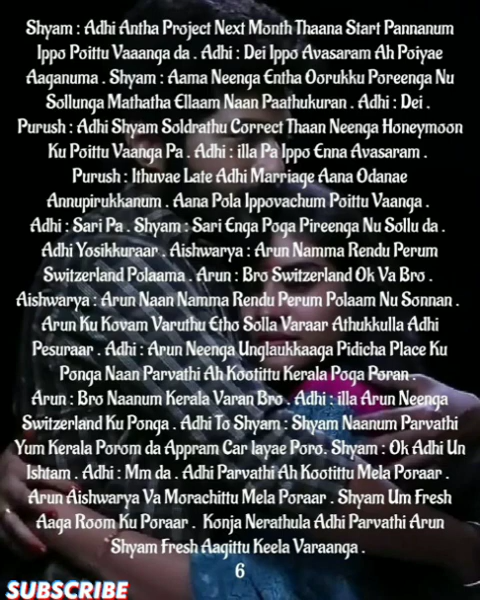 Shyam : Adhi Antha Project Next Month Thaana Start Pannanum
Ippo Poittu Vaaanga da . Adhi : Dei Ippo Avasaram Ah Poiyae
Aaganuma . Shyam : Aama Neenga Entha Oorukku Poreenga Nu
Sollunga Mathatha Ellaam Naan Paathukuran . Adhi : Dei .
Purush : Adhi Shyam Soldrathu Correct Thaan Neenga Honeymoon
Ku Poittu Vaanga Pa . Adhi : illa Pa Ippo Enna Avasaram .
Purush : Ithuvae Late Adhi Marriage Aana Odanae
Annupirukkanum . Aana Pola Ippovachum Poittu Vaanga .
Adhi : Sari Pa . Shyam : Sari Enga Poga Pireenga Nu Sollu da .
Adhi Yosikkuraar . Aishwarya : Arun Namma Rendu Perum
Switzerland Polaama . Arun : Bro Switzerland Ok Va Bro .
Aishwarya : Arun Naan Namma Rendu Perum Polaam Nu Sonnan .
Arun Ku Kovam Varuthu Etho Solla Varaar Athukkulla Adhi
Pesuraar . Adhi : Arun Neenga Unglaukkaaga Pidicha Place Ku
Ponga Naan Parvathi Ah Kootittu Kerala Poga Poran .
Arun : Bro Naanum Kerala Varan Bro . Adhi : illa Arun Neenga
Switzerland Ku Ponga . Adhi To Shyam : Shyam Naanum Parvathi
Yum Kerala Porom da Appram Car layae Poro. Shyam : Ok Adhi Un
Ishtam . Adhi : Mm da . Adhi Parvathi Ah Kootittu Mela Poraar .
Arun Aishwarya Va Morachittu Mela Poraar . Shyam Um Fresh
Aaga Room Ku Poraar . Konja Nerathula Adhi Parvathi Arun
Shyam Fresh Aagittu Keela Varaanga .
6
SUBSCRIBE